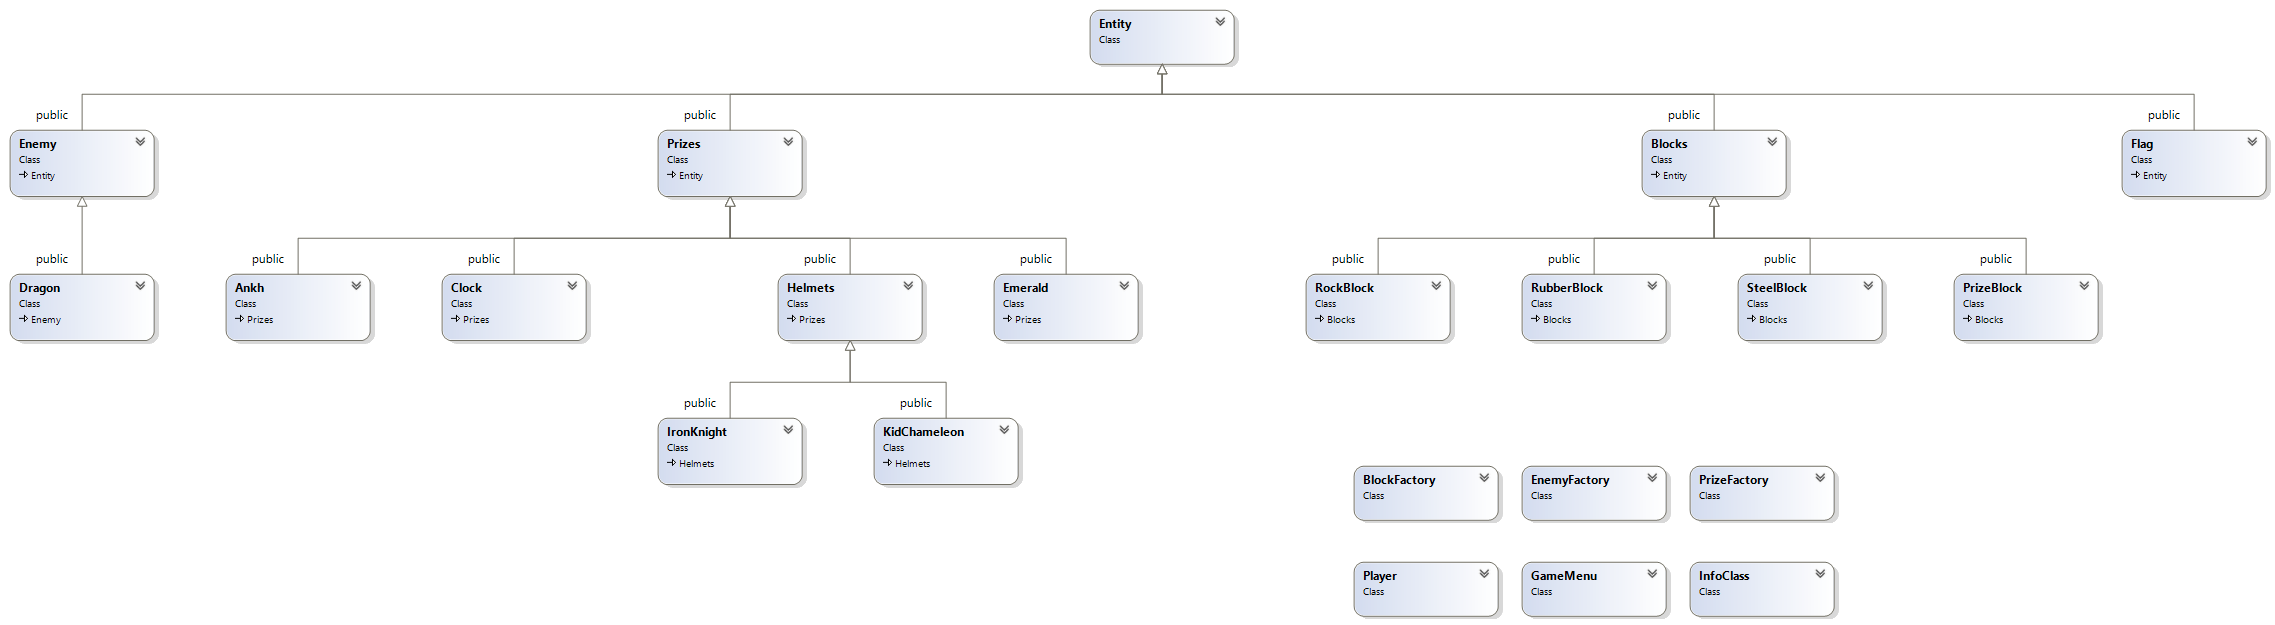 Entity
Class
public
public
public
public
Enemy
Class
Entity
Prizes
Class
Entity
Blocks
Class
Entity
Flag
Class
Entity
public
public
public
public
public
public
public
public
public
Dragon
Class
Enemy
Ankh
Class
Prizes
Clock
Class
Prizes
Helmets
Class
Prizes
Emerald
Class
Prizes
RockBlock
Class
Blocks
RubberBlock
Class
Blocks
SteelBlock
Class
Blocks
PrizeBlock
Class
Blocks
public
public
IronKnight
Class
Helmets
KidChameleon
Class
Helmets
BlockFactory
Class
EnemyFactory
Class
PrizeFactory
Class
Player
Class
GameMenu
Class
InfoClass
Class